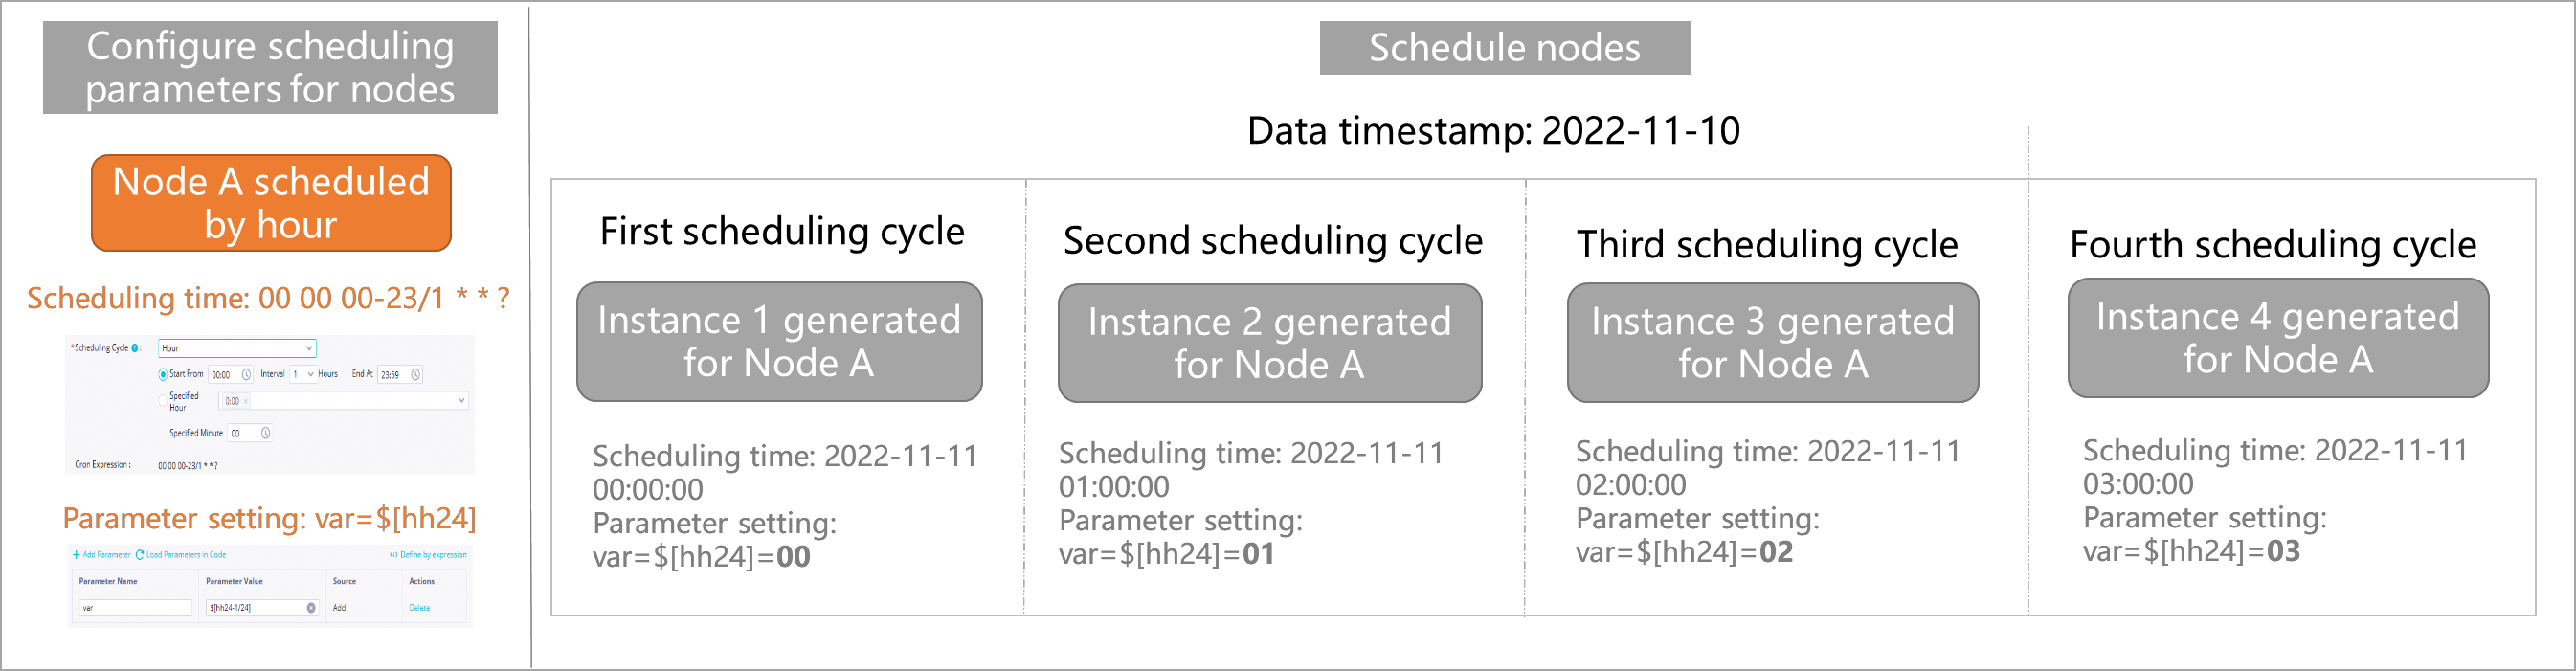 Configure scheduling
parameters for nodes
Node A scheduled
by hour
Scheduling time: 00 00 00-23/1 * * ?
*Scheduling Cycle ? :
Hour
Start From 00:00 Interval 1 Hours End At 23:59
Specified
Hour
0:00 ×
Specified Minute 00
Cron Expression : 00 00 00-23/1 * * ?
Parameter setting: var=$[hh24]
+ Add Parameter Load Parameters in Code Define by expression
Parameter Name Parameter Value Source Actions
var $[hh24-1/24] Add Delete
Schedule nodes
Data timestamp: 2022-11-10
First scheduling cycle
Instance 1 generated
for Node A
Scheduling time: 2022-11-11
00:00:00
Parameter setting:
var=$[hh24]=00
Second scheduling cycle
Instance 2 generated
for Node A
Scheduling time: 2022-11-11
01:00:00
Parameter setting:
var=$[hh24]=01
Third scheduling cycle
Instance 3 generated
for Node A
Scheduling time: 2022-11-11
02:00:00
Parameter setting:
var=$[hh24]=02
Fourth scheduling cycle
Instance 4 generated
for Node A
Scheduling time: 2022-11-11
03:00:00
Parameter setting:
var=$[hh24]=03